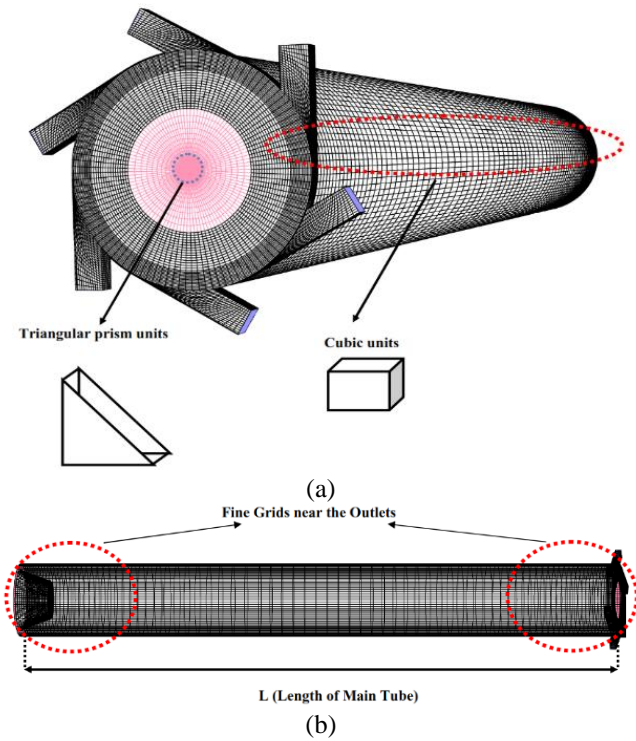 Triangular prism units
Cubic units
(a)
Fine Grids near the Outlets
L (Length of Main Tube)
(b)